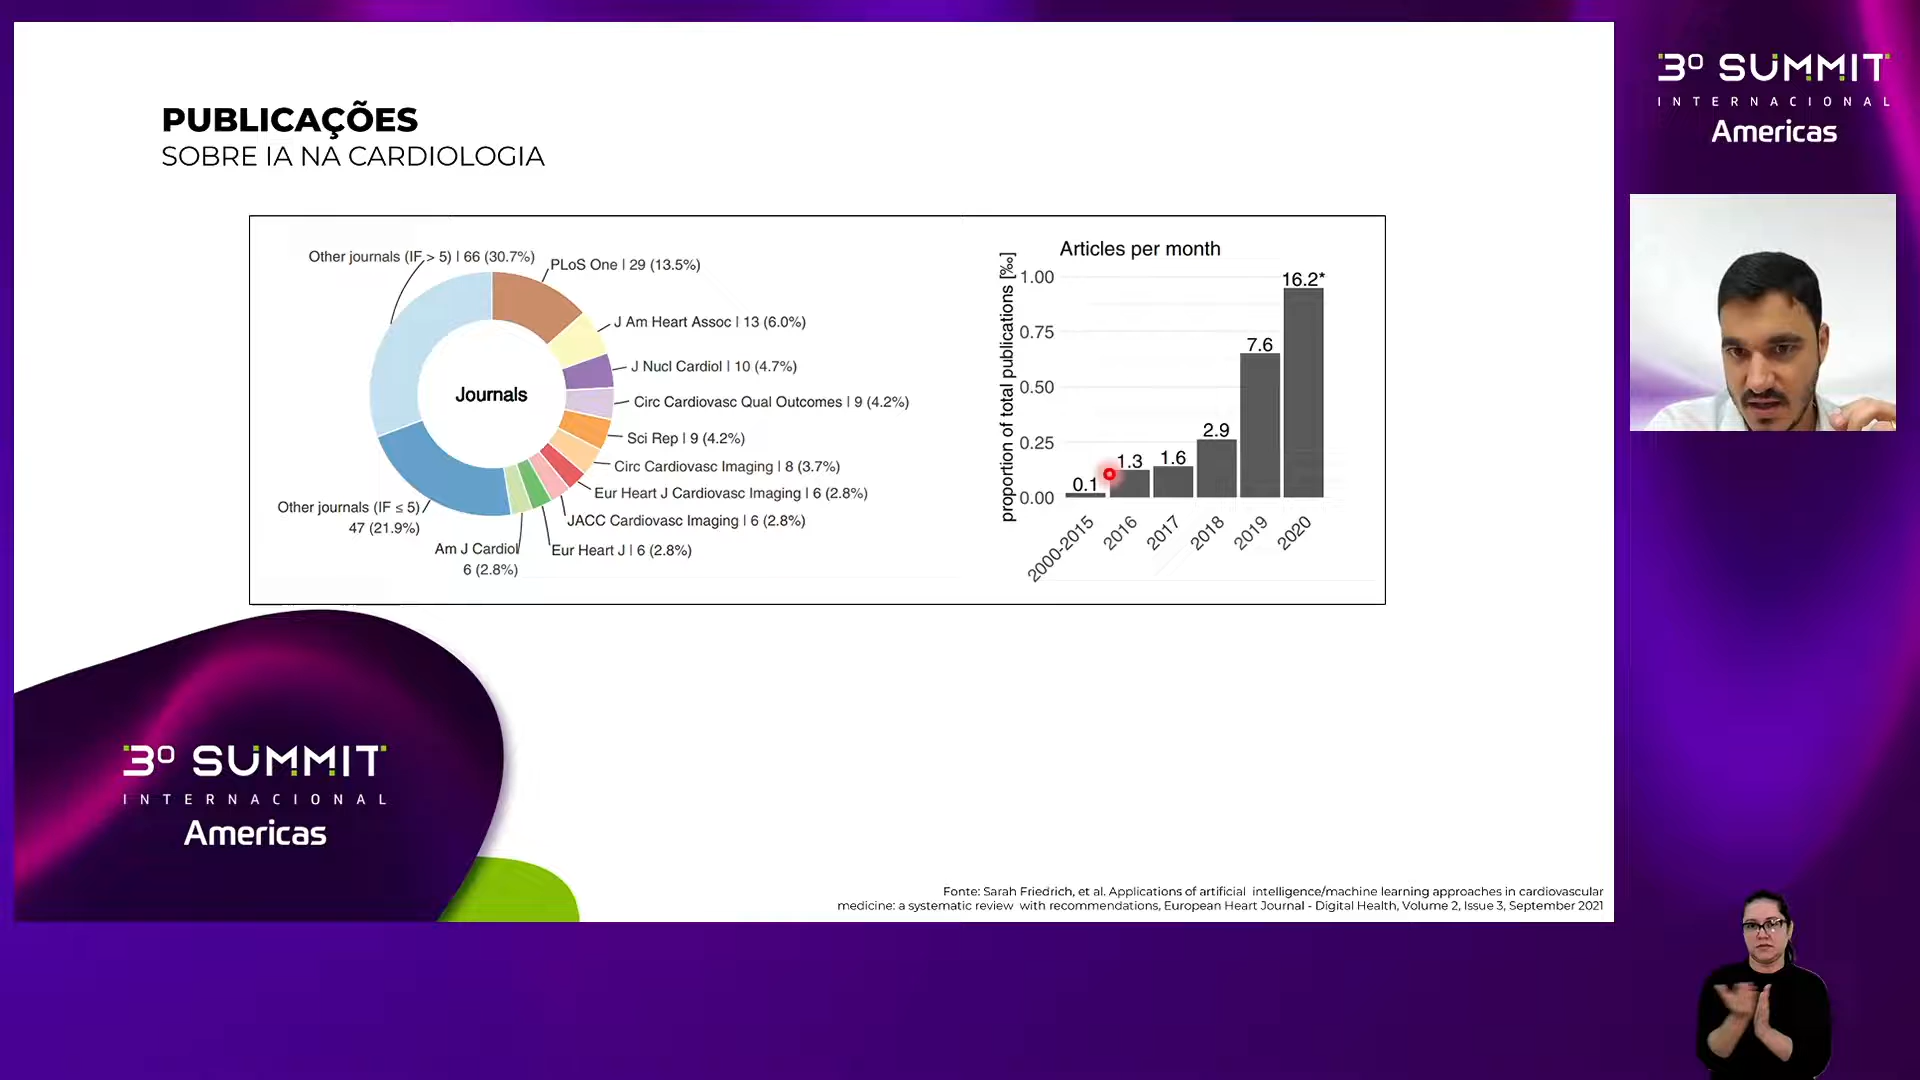 PUBLICAÇÕES
SOBRE IA NA CARDIOLOGIA
Other journals (IF > 5) | 66 (30.7%)
PLoS One | 29 (13.5%)
J Am Heart Assoc | 13 (6.0%)
J Nucl Cardiol | 10 (4.7%)
Circ Cardiovasc Qual Outcomes | 9 (4.2%)
Sci Rep | 9 (4.2%)
Circ Cardiovasc Imaging | 8 (3.7%)
Eur Heart J Cardiovasc Imaging | 6 (2.8%)
JACC Cardiovasc Imaging | 6 (2.8%)
Eur Heart J | 6 (2.8%)
Am J Cardiol
6 (2.8%)
Other journals (IF ≤ 5)
47 (21.9%)
Journals
Articles per month
proportion of total publications [‰]
1.00
0.75
0.50
0.25
0.00
0.1
1.3
1.6
2.9
7.6
16.2*
2000-2015
2016
2017
2018
2019
2020
3º SUMMIT
INTERNACIONAL
Americas
Fonte: Sarah Friedrich, et al. Applications of artificial intelligence/machine learning approaches in cardiovascular
medicine: a systematic review with recommendations, European Heart Journal - Digital Health, Volume 2, Issue 3, September 2021
3º SUMMIT
INTERNACIONAL
Americas